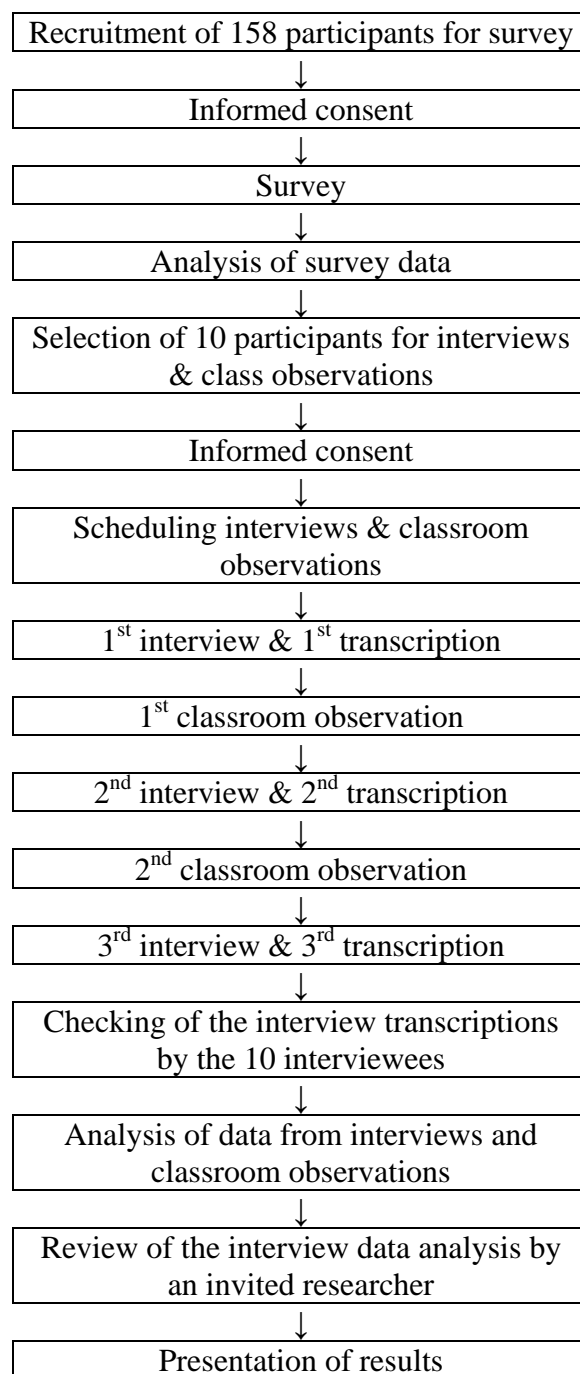 Recruitment of 158 participants for survey
↓
Informed consent
↓
Survey
↓
Analysis of survey data
↓
Selection of 10 participants for interviews
& class observations
↓
Informed consent
↓
Scheduling interviews & classroom
observations
↓
1st interview & 1st transcription
↓
1st classroom observation
↓
2nd interview & 2nd transcription
↓
2nd classroom observation
↓
3rd interview & 3rd transcription
↓
Checking of the interview transcriptions
by the 10 interviewees
↓
Analysis of data from interviews and
classroom observations
↓
Review of the interview data analysis by
an invited researcher
↓
Presentation of results